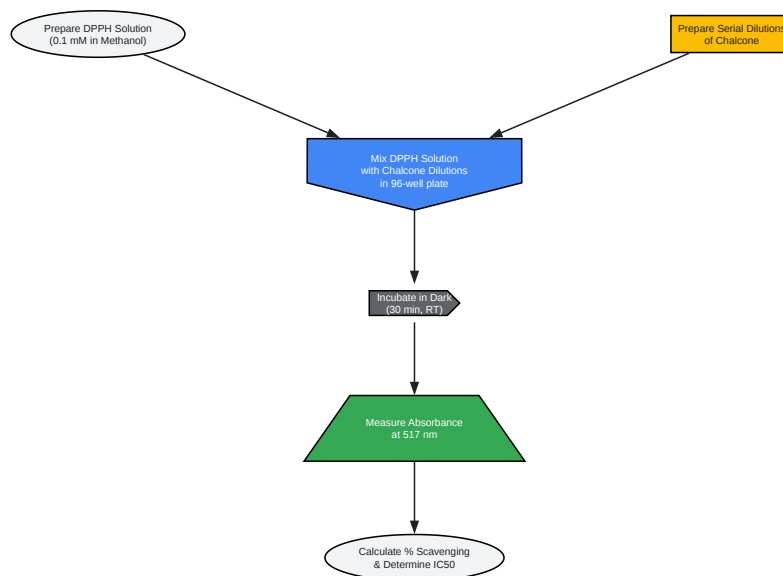 Prepare DPPH Solution
(0.1 mM in Methanol)
Prepare Serial Dilutions
of Chalcone
Mix DPPH Solution
with Chalcone Dilutions
in 96-well plate
Incubate in Dark
(30 min, RT)
Measure Absorbance
at 517 nm
Calculate % Scavenging
& Determine IC50